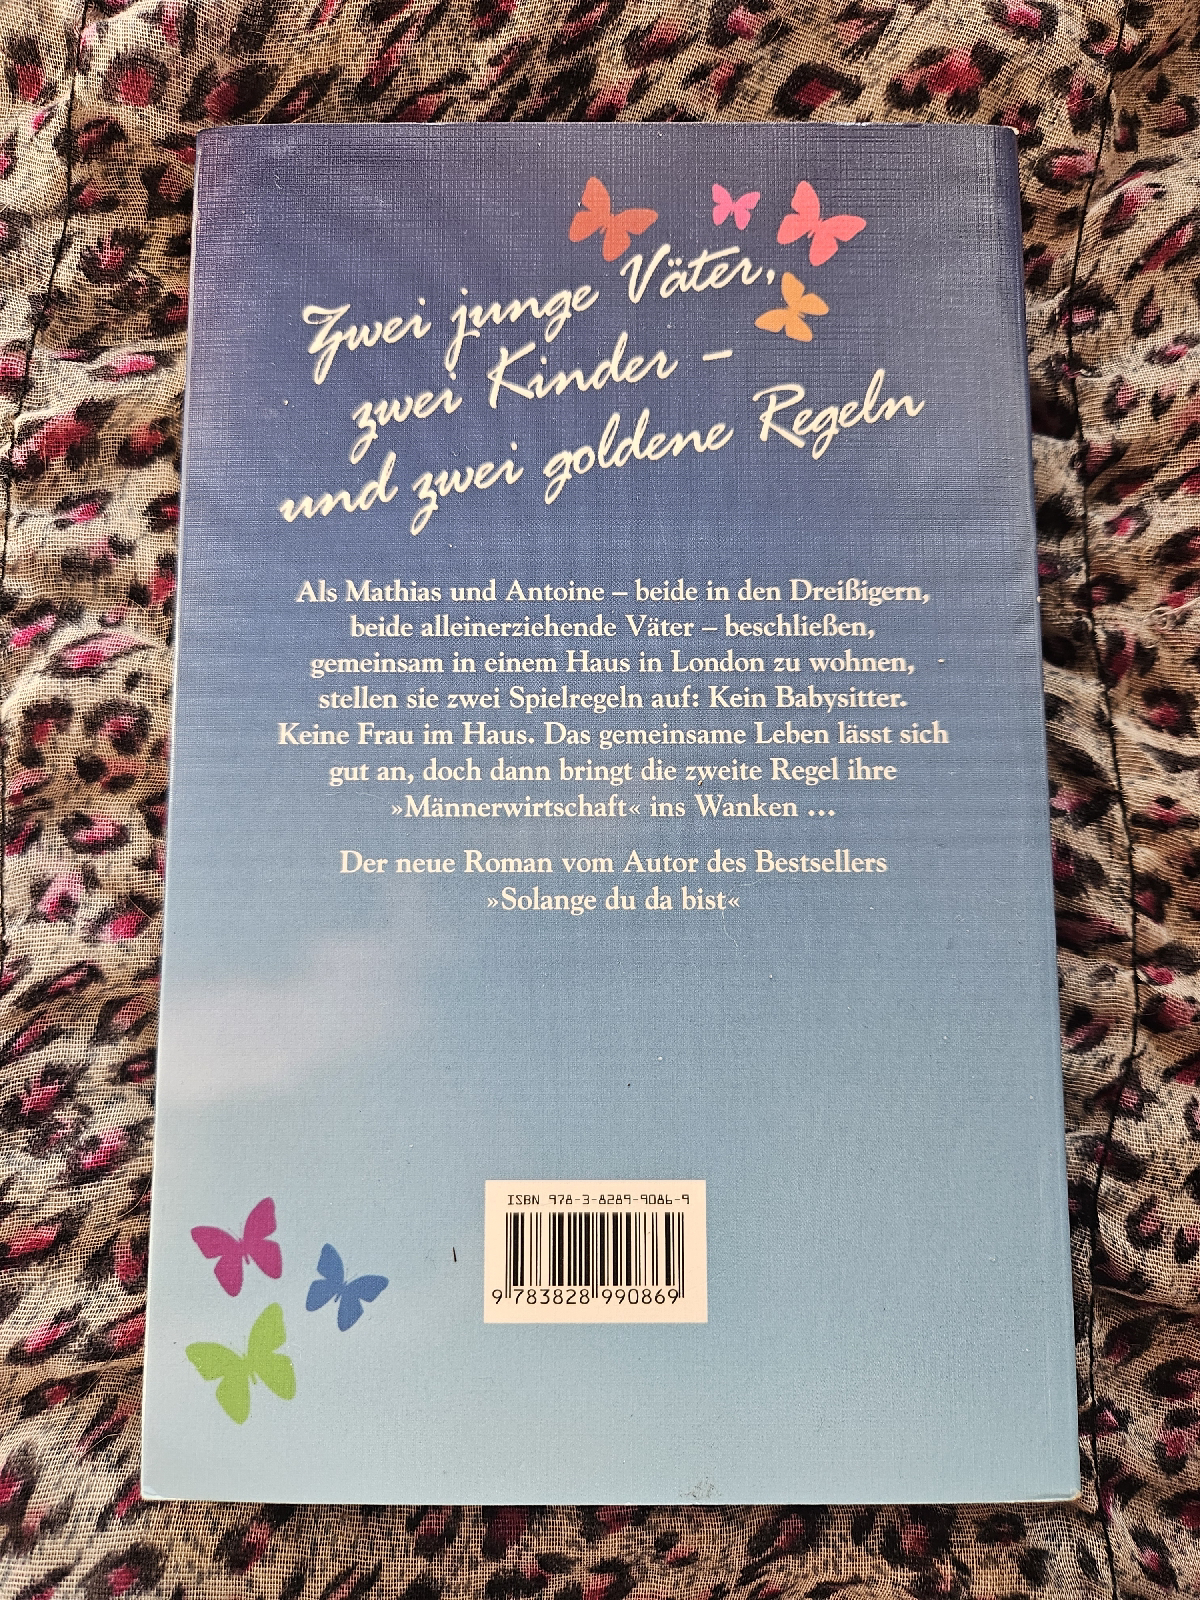 Zwei junge Väter,
zwei Kinder –
und zwei goldene Regeln
Als Mathias und Antoine – beide in den Dreißigern,
beide alleinerziehende Väter – beschließen,
gemeinsam in einem Haus in London zu wohnen,
stellen sie zwei Spielregeln auf: Kein Babysitter.
Keine Frau im Haus. Das gemeinsame Leben lässt sich
gut an, doch dann bringt die zweite Regel ihre
»Männerwirtschaft« ins Wanken ...
Der neue Roman vom Autor des Bestsellers
»Solange du da bist«
ISBN 978-3-8289-9086-9
9 783828 990869